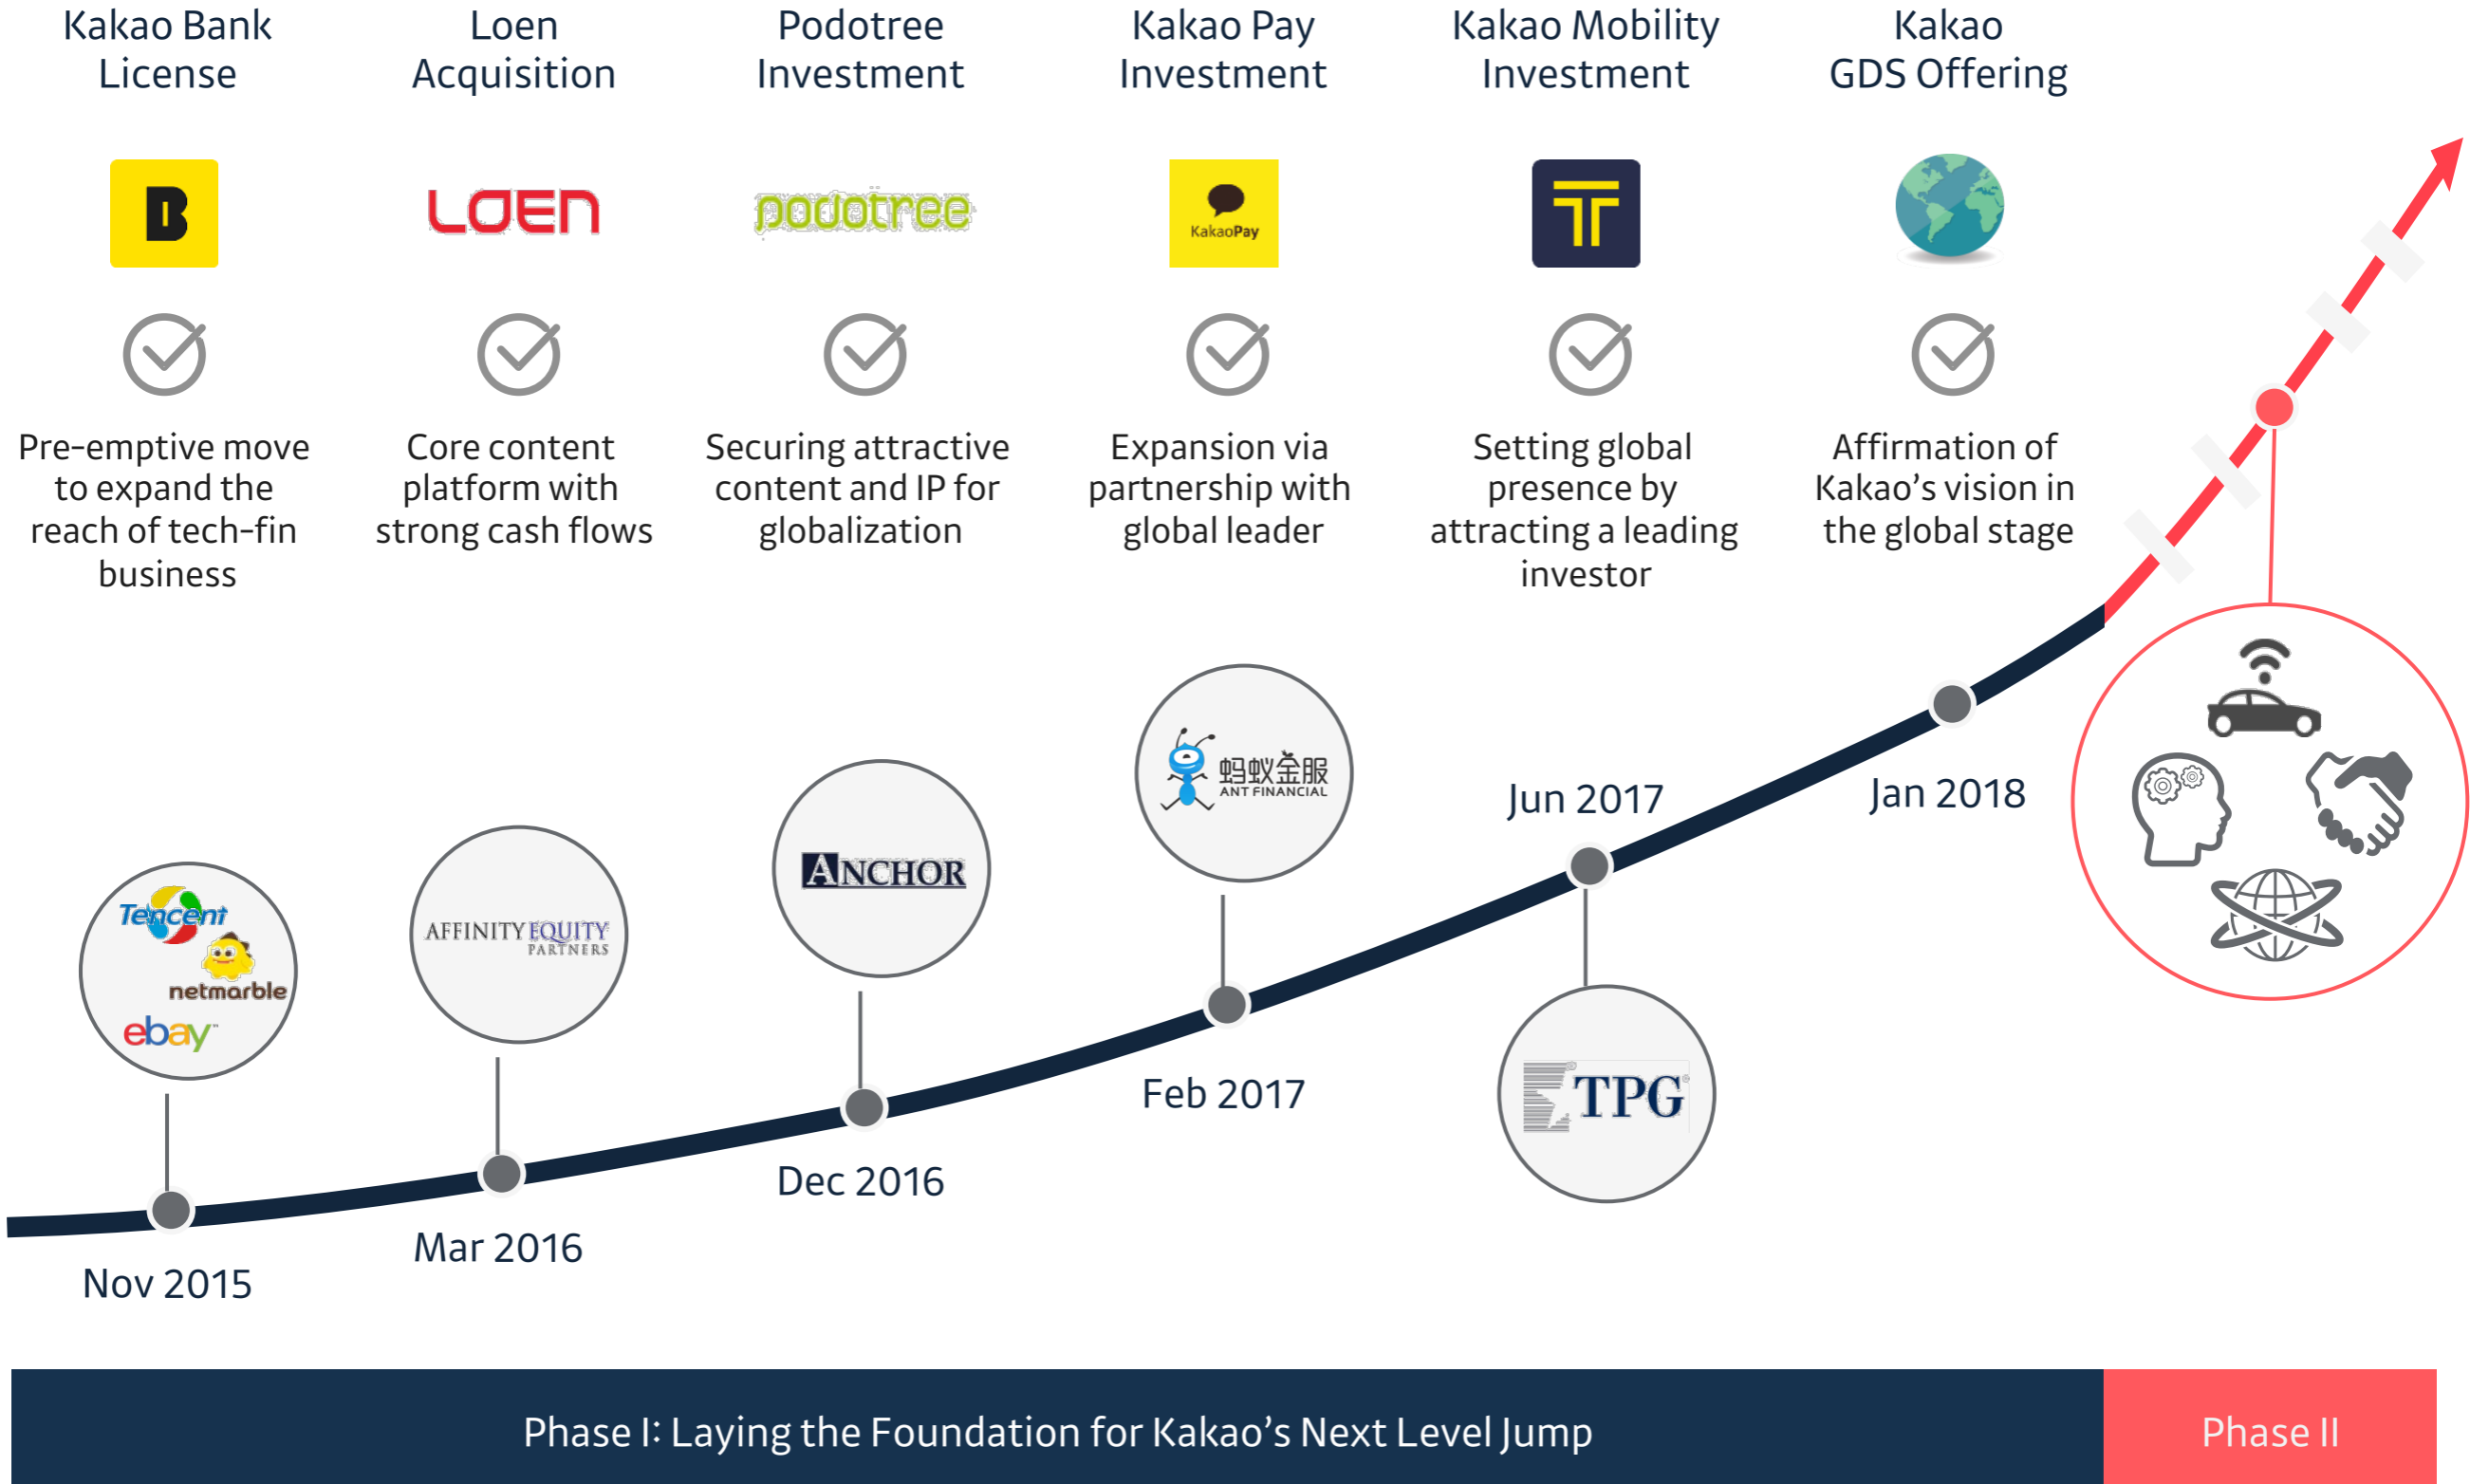 Kakao Bank
License
Loen
Acquisition
Podotree
Investment
Kakao Pay
Investment
Kakao Mobility
Investment
Kakao
GDS Offering
B
LOEN
podotree
KakaoPay
T
Pre-emptive move
to expand the
reach of tech-fin
business
Core content
platform with
strong cash flows
Securing attractive
content and IP for
globalization
Expansion via
partnership with
global leader
Setting global
presence by
attracting a leading
investor
Affirmation of
Kakao's vision in
the global stage
Tencent
netmarble
ebay™
AFFINITY EQUITY
PARTNERS
ANCHOR
蚂蚁金服
ANT FINANCIAL
TPG
Nov 2015
Mar 2016
Dec 2016
Feb 2017
Jun 2017
Jan 2018
Phase I: Laying the Foundation for Kakao's Next Level Jump
Phase II